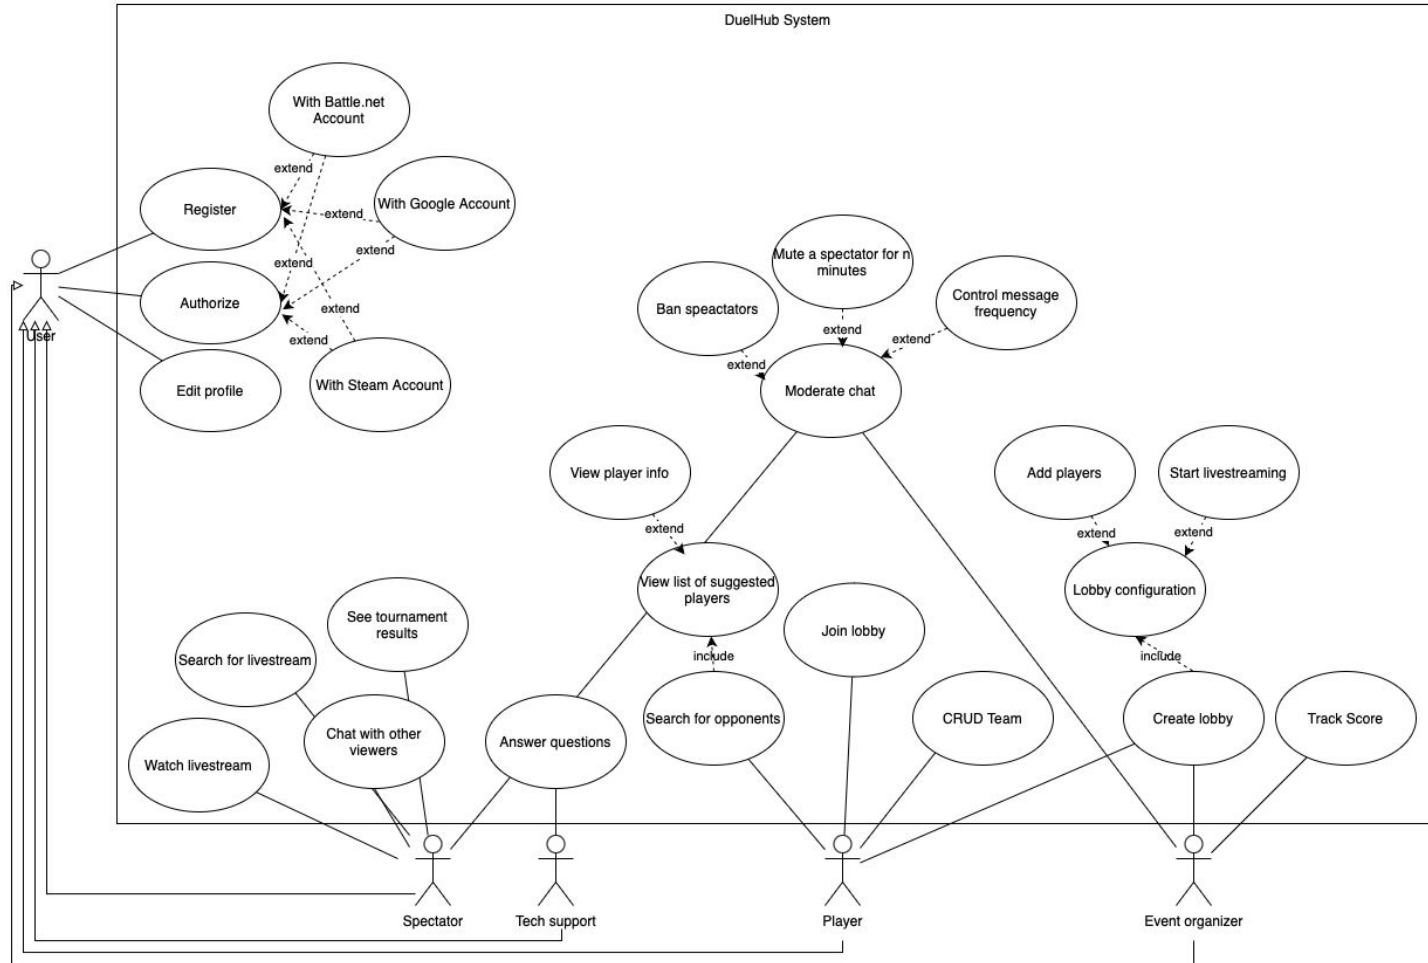 DuelHub System
With Battle.net
Account
extend
With Google Account
Register
extend
extend
extend
Authorize
extend
extend
User
Edit profile
With Steam Account
Mute a spectator for n
minutes
Control message
frequency
Ban speactators
extend
extend
extend
Moderate chat
View player info
Add players
Start livestreaming
extend
extend
extend
View list of suggested
players
Lobby configuration
See tournament
results
Join lobby
Search for livestream
include
include
Chat with other
viewers
Search for opponents
CRUD Team
Create lobby
Track Score
Answer questions
Watch livestream
Spectator
Tech support
Player
Event organizer